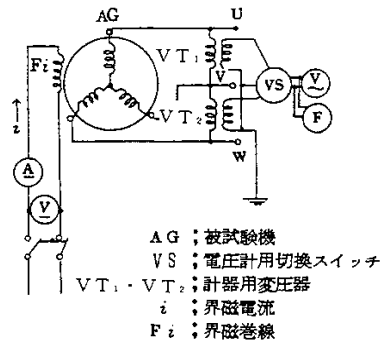 AG
U
Fi
VT₁
V
VS
V
VT₂
F
i
W
A
V
AG；被試験機
VS；電圧計用切換スイッチ
VT₁・VT₂；計器用変圧器
i；界磁電流
Fi；界磁巻線